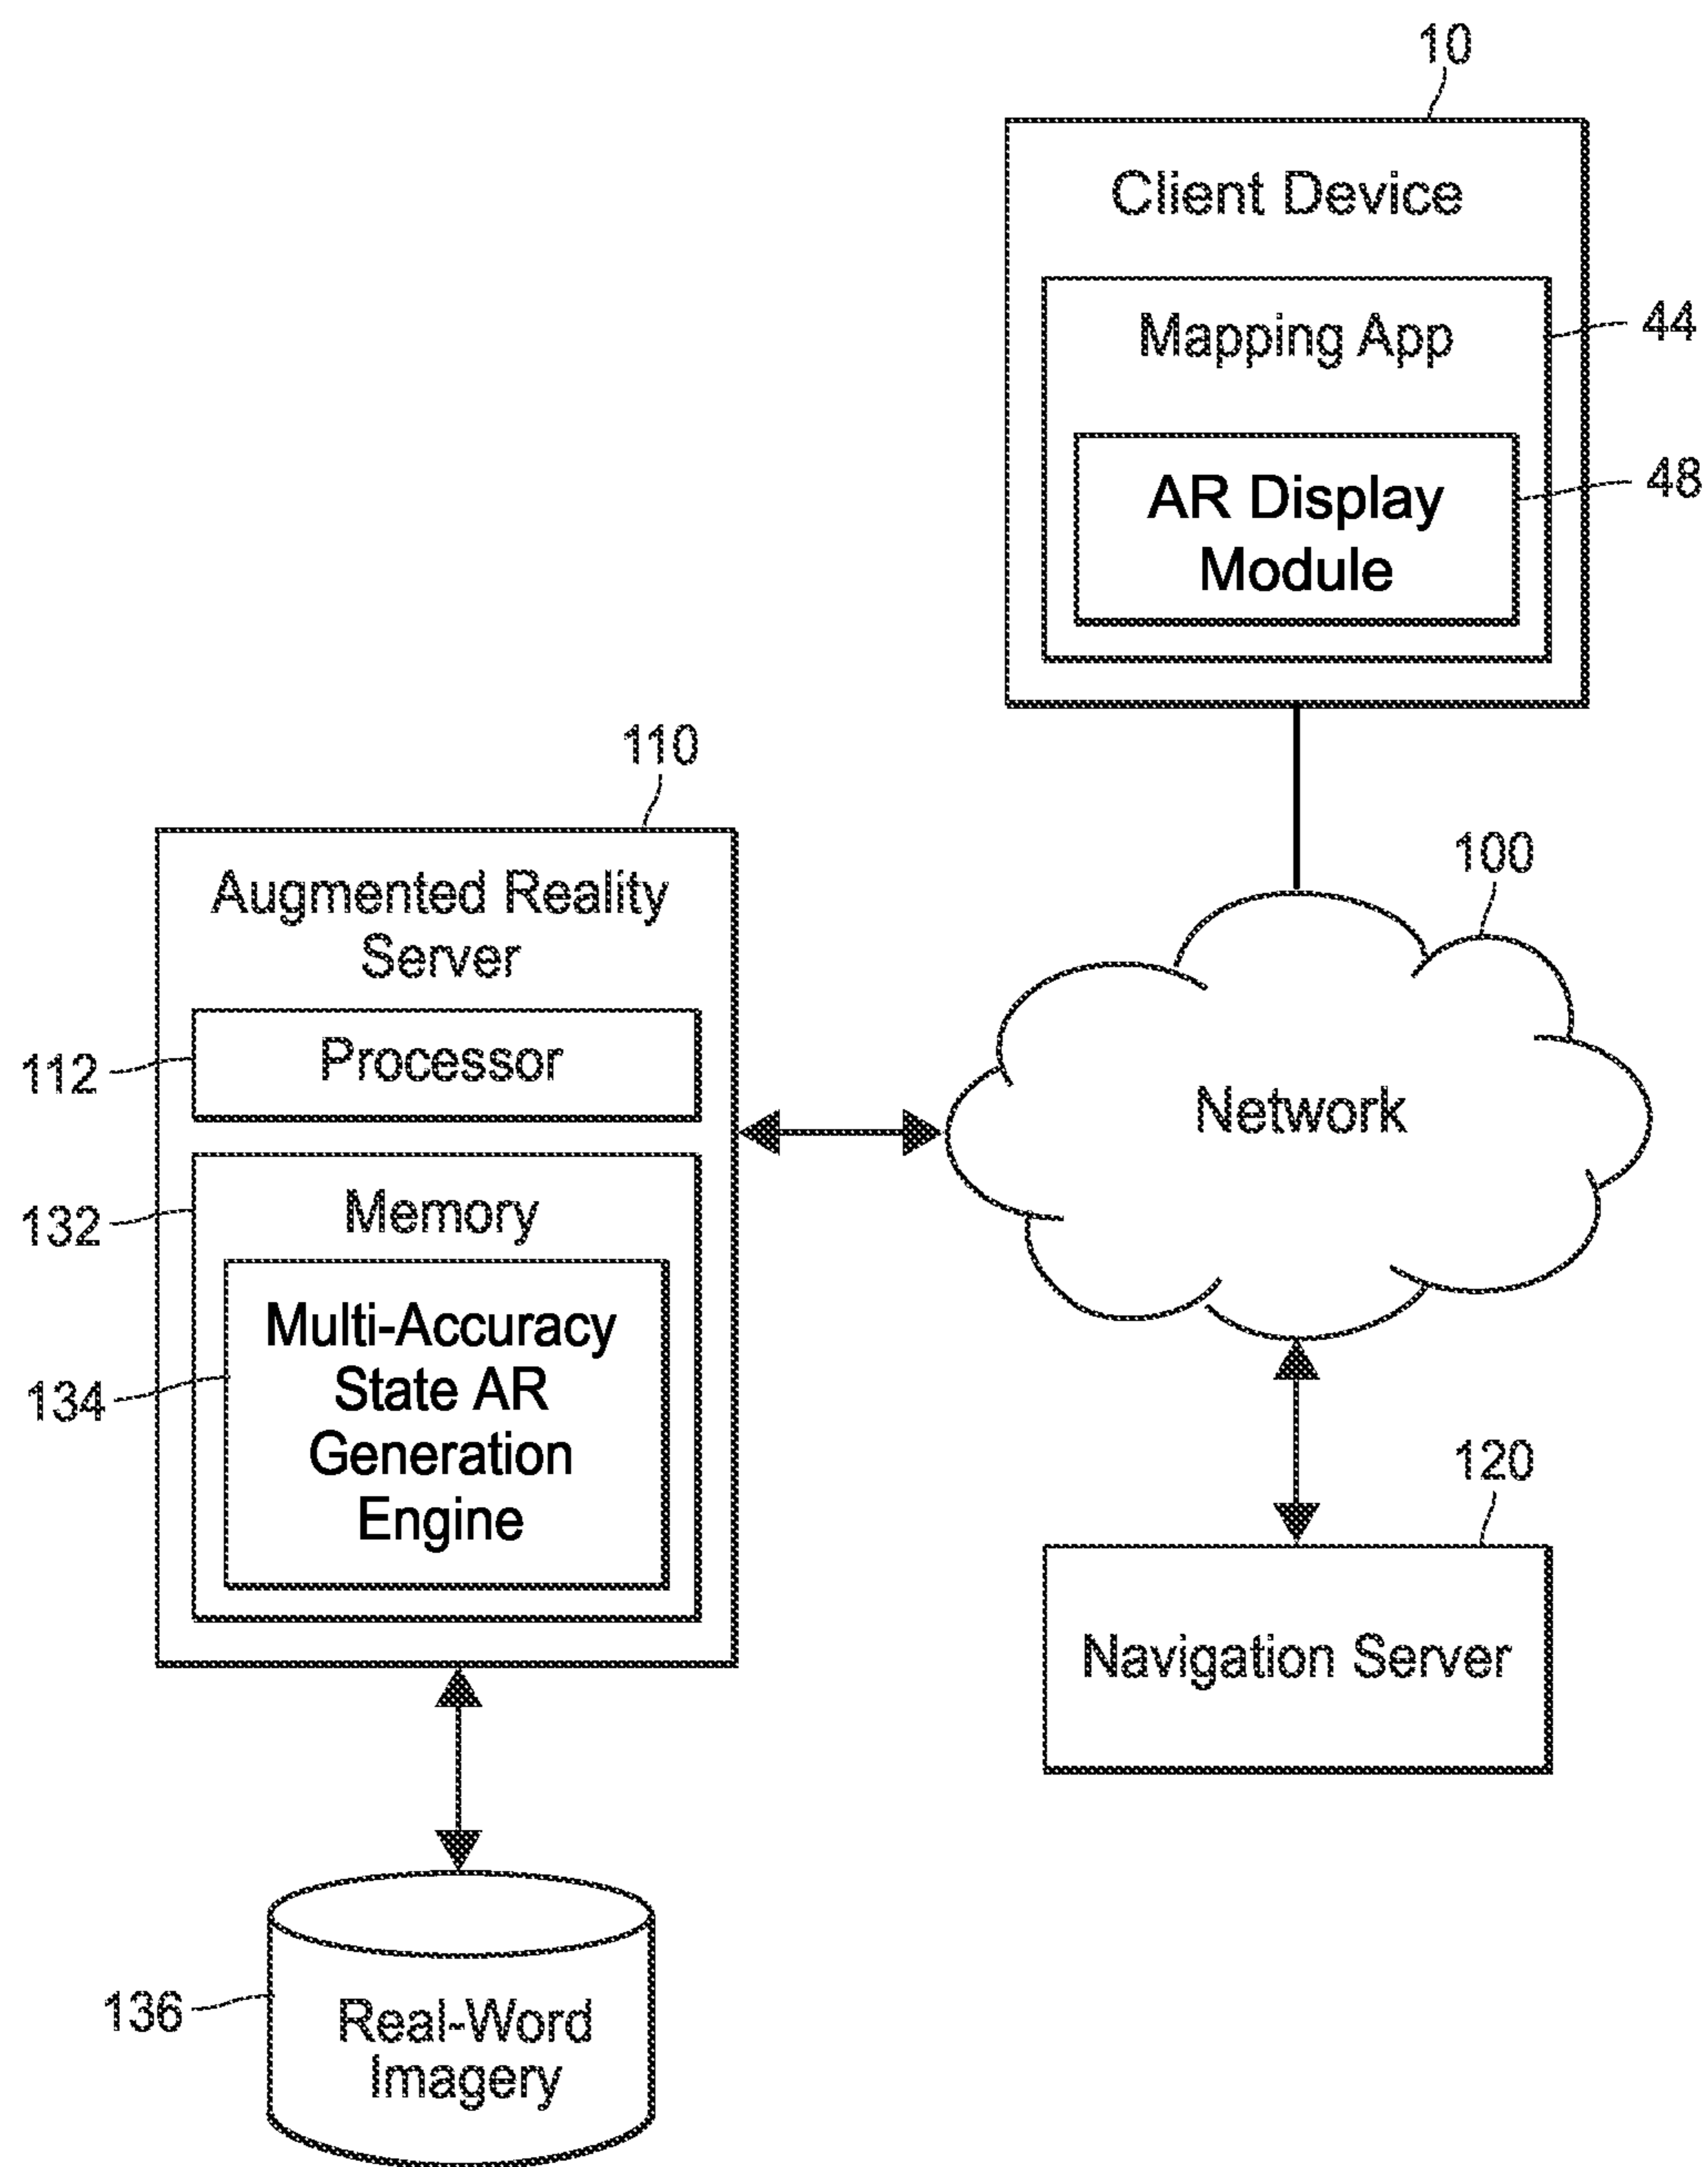 10
Client Device
Mapping App
44
AR Display
Module
48
110
Augmented Reality
Server
100
Processor
112
Network
Memory
132
Multi-Accuracy
State AR
Generation
Engine
134
120
Navigation Server
136
Real-Word
Imagery